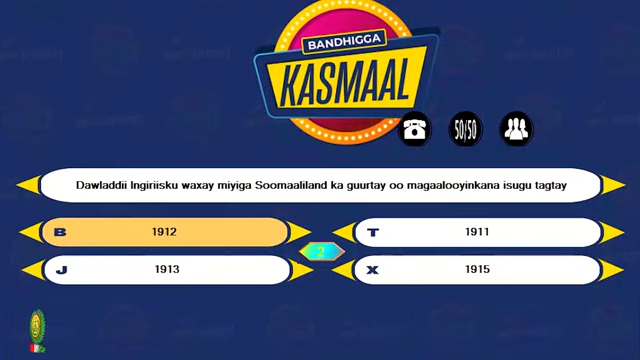 BANDHIGGA
KASMAAL
50/50
Dawladdii Ingiriisku waxay miyiga Soomaaliland ka guurtay oo magaalooyinkana isugu tagtay
B 1912
T 1911
2
J 1913
X 1915